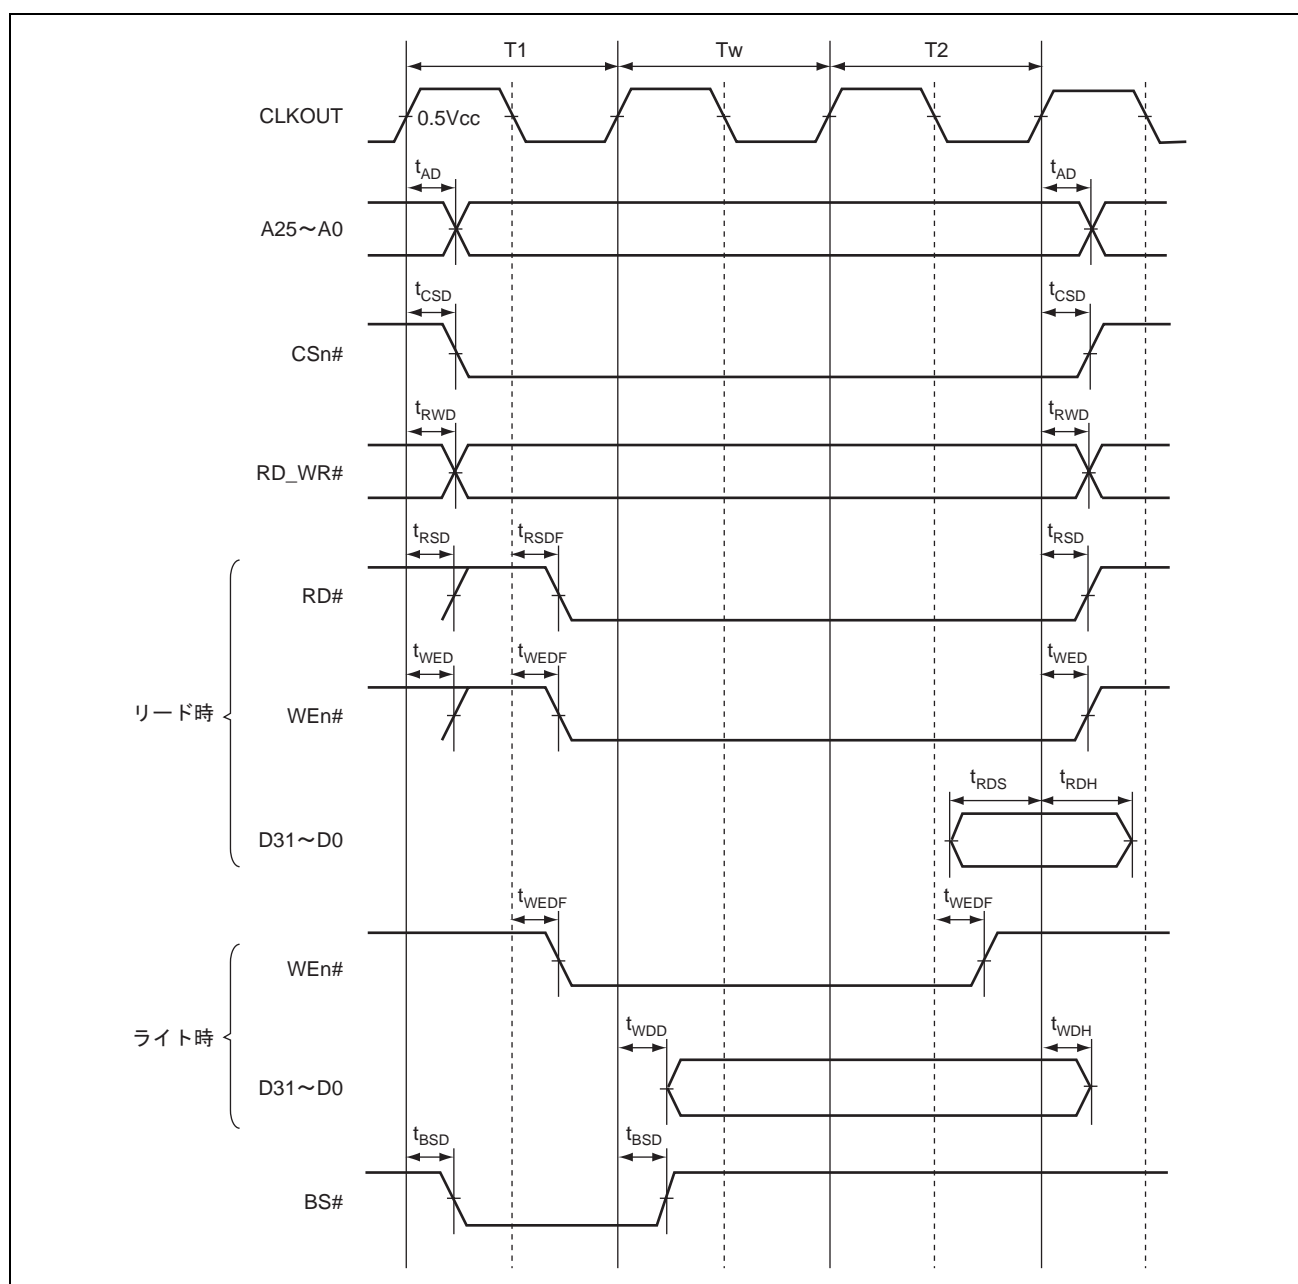 T1 Tw T2
CLKOUT 0.5Vcc
tAD tAD
A25～A0
tCSD tCSD
CSn#
tRWD tRWD
RD_WR#
tRSD tRSDF tRSD
RD#
tWED tWEDF tWED
リード時 WEn#
tRDS tRDH
D31～D0
tWEDF tWEDF
WEn#
ライト時
tWDD tWDH
D31～D0
tBSD tBSD
BS#